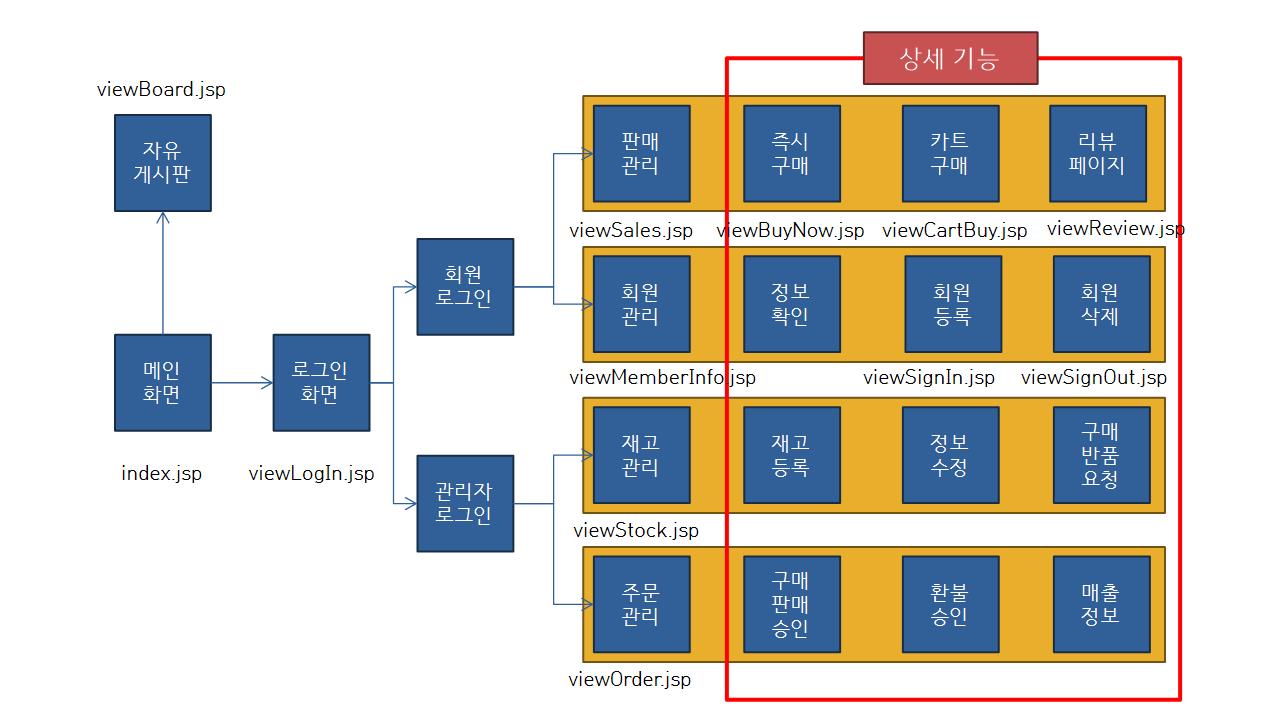 상세 기능
viewBoard.jsp
자유
게시판
판매
관리
즉시
구매
카트
구매
리뷰
페이지
viewSales.jsp
viewBuyNow.jsp
viewCartBuy.jsp
viewReview.jsp
회원
로그인
회원
관리
정보
확인
회원
등록
회원
삭제
viewMemberInfo.jsp
viewSignIn.jsp
viewSignOut.jsp
메인
화면
로그인
화면
index.jsp
viewLogIn.jsp
관리자
로그인
재고
관리
재고
등록
정보
수정
구매
반품
요청
viewStock.jsp
주문
관리
구매
판매
승인
환불
승인
매출
정보
viewOrder.jsp